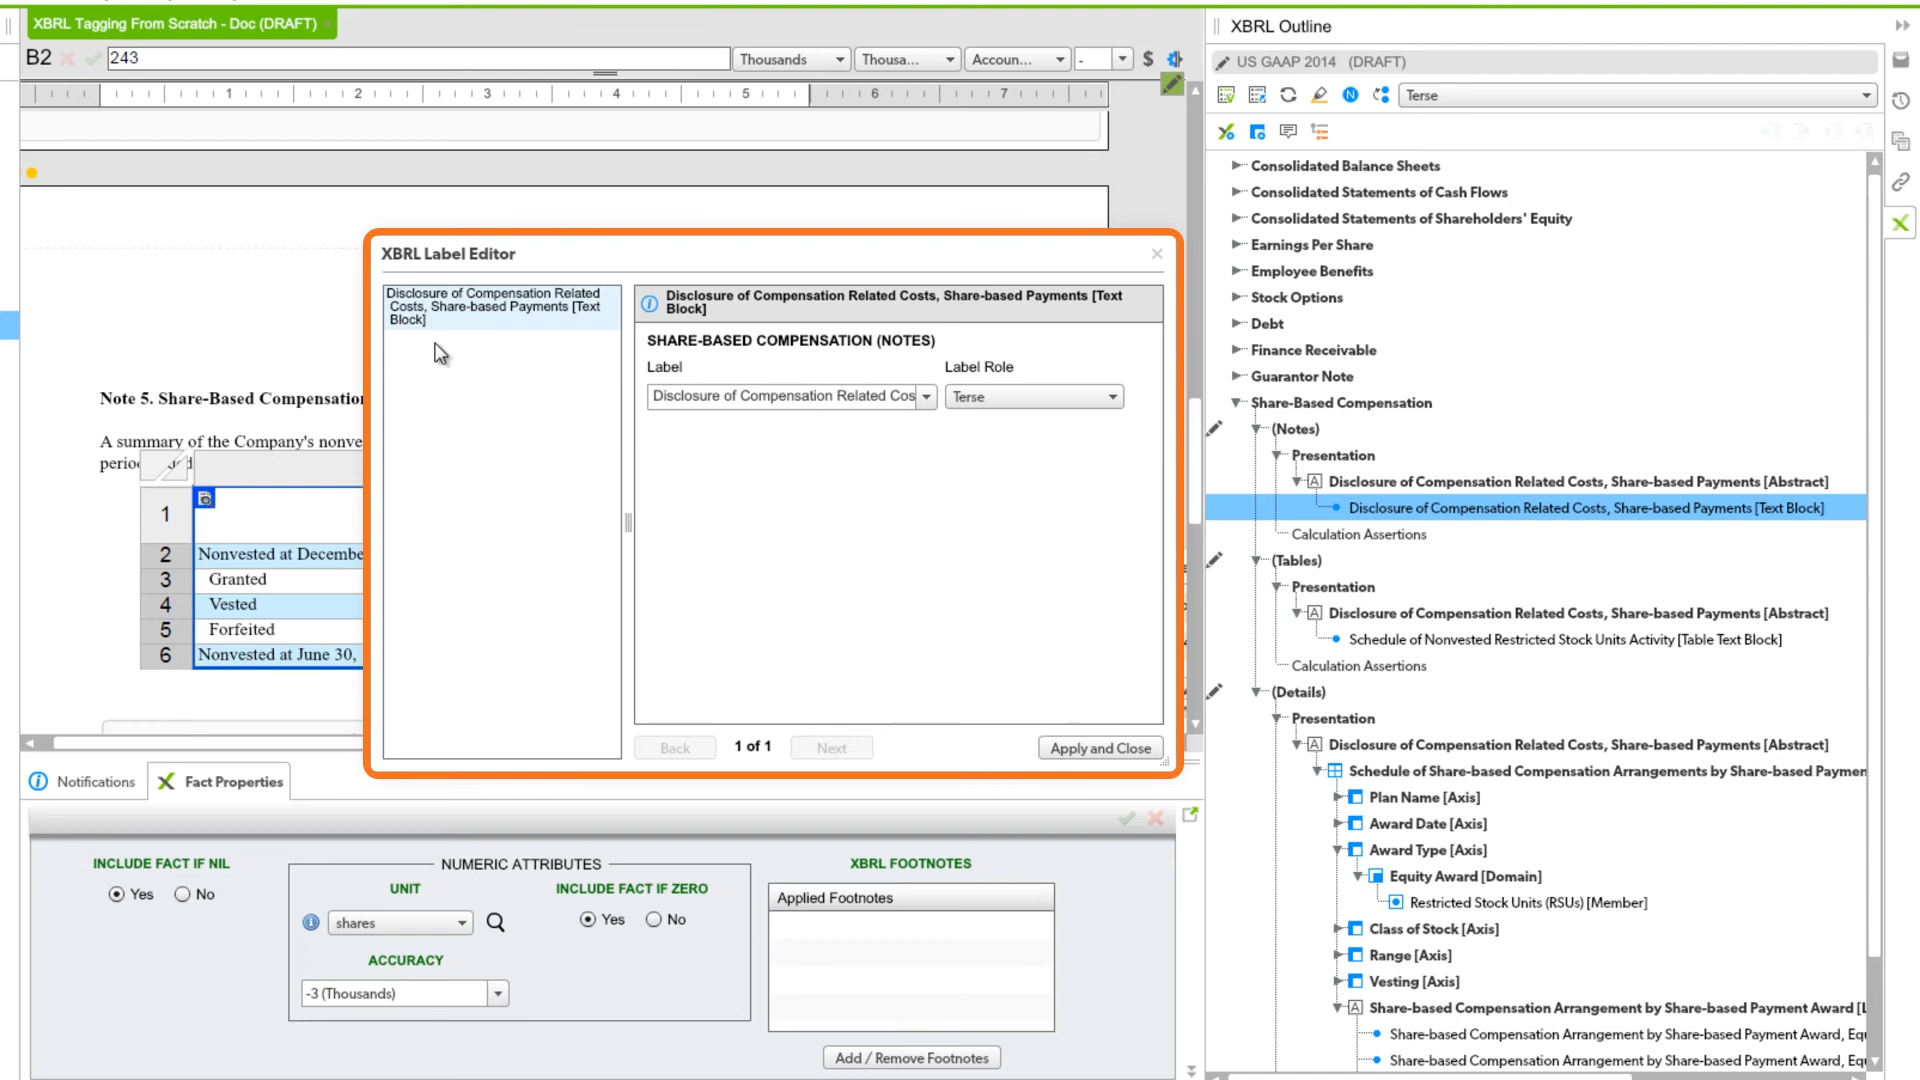 XBRL Tagging From Scratch - Doc (DRAFT) ×
XBRL Outline
B2
243
Thousands
Thousa...
Accoun...
-
$
US GAAP 2014 (DRAFT)
Terse
1 2 3 4 5 6 7
Consolidated Balance Sheets
Consolidated Statements of Cash Flows
Consolidated Statements of Shareholders' Equity
Earnings Per Share
Employee Benefits
Stock Options
Debt
Finance Receivable
Guarantor Note
Share-Based Compensation
(Notes)
Presentation
A Disclosure of Compensation Related Costs, Share-based Payments [Abstract]
Disclosure of Compensation Related Costs, Share-based Payments [Text Block]
Calculation Assertions
(Tables)
Presentation
A Disclosure of Compensation Related Costs, Share-based Payments [Abstract]
Schedule of Nonvested Restricted Stock Units Activity [Table Text Block]
Calculation Assertions
(Details)
Presentation
A Disclosure of Compensation Related Costs, Share-based Payments [Abstract]
Schedule of Share-based Compensation Arrangements by Share-based Paymen
Plan Name [Axis]
Award Date [Axis]
Award Type [Axis]
Equity Award [Domain]
Restricted Stock Units (RSUs) [Member]
Class of Stock [Axis]
Range [Axis]
Vesting [Axis]
A Share-based Compensation Arrangement by Share-based Payment Award [L
Share-based Compensation Arrangement by Share-based Payment Award, Equ
Share-based Compensation Arrangement by Share-based Payment Award, Equ
XBRL Label Editor
Disclosure of Compensation Related
Costs, Share-based Payments [Text
Block]
Disclosure of Compensation Related Costs, Share-based Payments [Text
Block]
SHARE-BASED COMPENSATION (NOTES)
Label
Label Role
Disclosure of Compensation Related Cos
Terse
Back
1 of 1
Next
Apply and Close
Note 5. Share-Based Compensation
A summary of the Company's nonve
1
2 Nonvested at Decembe
3 Granted
4 Vested
5 Forfeited
6 Nonvested at June 30,
Notifications
Fact Properties
INCLUDE FACT IF NIL
Yes No
NUMERIC ATTRIBUTES
UNIT
shares
INCLUDE FACT IF ZERO
Yes No
ACCURACY
-3 (Thousands)
XBRL FOOTNOTES
Applied Footnotes
Add / Remove Footnotes